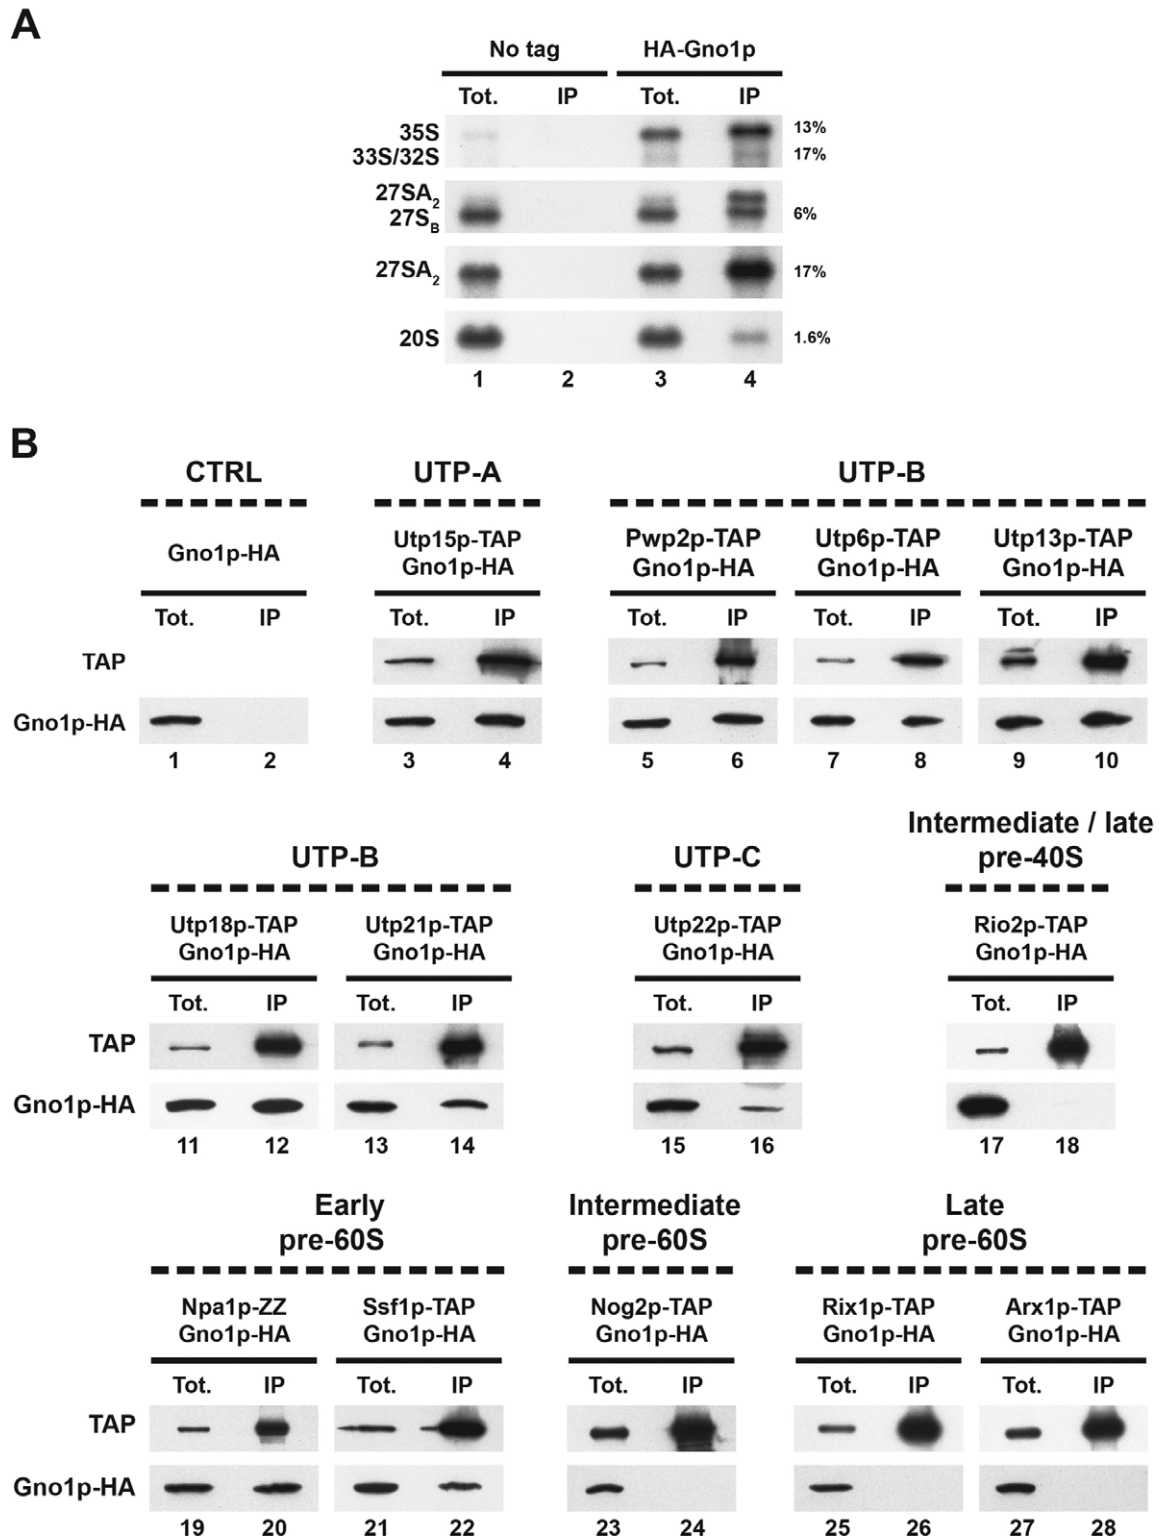 A
No tag HA-Gno1p
Tot. IP Tot. IP
35S 13%
33S/32S 17%
27SA2
27SB 6%
27SA2 17%
20S 1.6%
1 2 3 4
B
CTRL UTP-A UTP-B
Gno1p-HA Utp15p-TAP Gno1p-HA Pwp2p-TAP Gno1p-HA Utp6p-TAP Gno1p-HA Utp13p-TAP Gno1p-HA
Tot. IP Tot. IP Tot. IP Tot. IP Tot. IP
TAP
Gno1p-HA
1 2 3 4 5 6 7 8 9 10
UTP-B UTP-C Intermediate / late pre-40S
Utp18p-TAP Utp21p-TAP Utp22p-TAP Rio2p-TAP
Gno1p-HA Gno1p-HA Gno1p-HA Gno1p-HA
Tot. IP Tot. IP Tot. IP Tot. IP
TAP
Gno1p-HA
11 12 13 14 15 16 17 18
Early Intermediate Late
pre-60S pre-60S pre-60S
Npa1p-ZZ Ssf1p-TAP Nog2p-TAP Rix1p-TAP Arx1p-TAP
Gno1p-HA Gno1p-HA Gno1p-HA Gno1p-HA Gno1p-HA
Tot. IP Tot. IP Tot. IP Tot. IP Tot. IP
TAP
Gno1p-HA
19 20 21 22 23 24 25 26 27 28